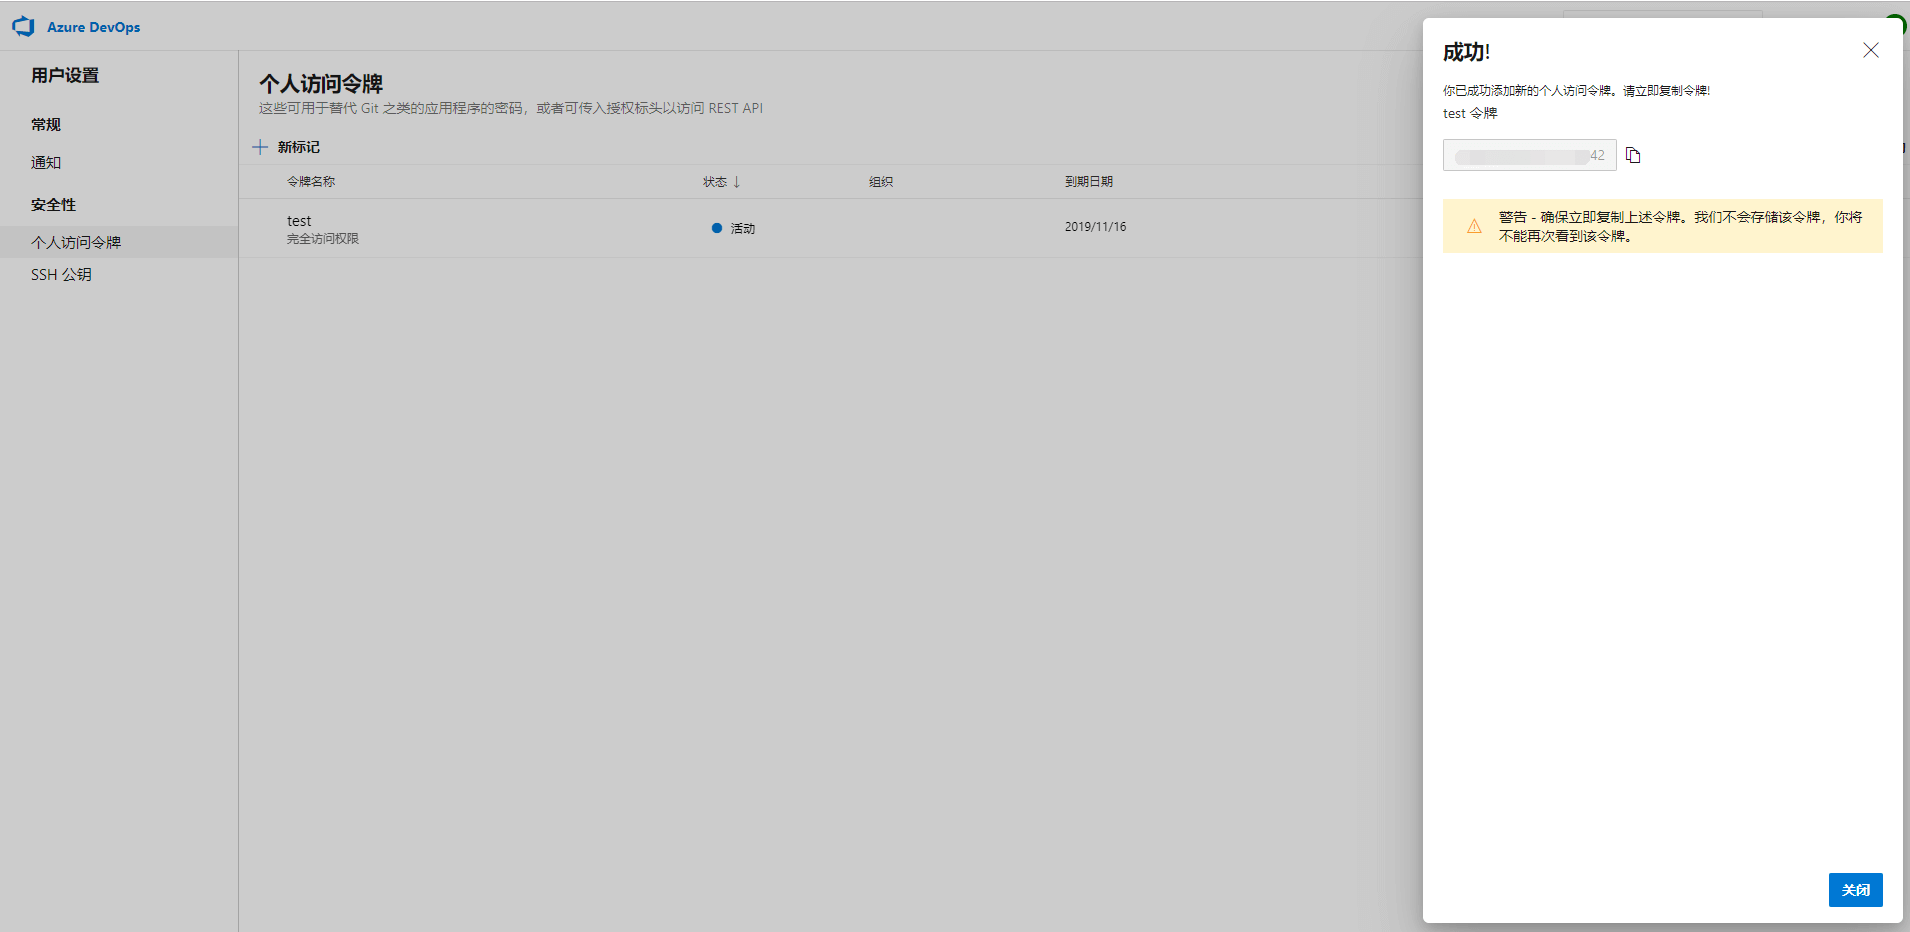 Azure DevOps
用户设置
常规
通知
安全性
个人访问令牌
SSH 公钥
个人访问令牌
这些可用于替代 Git 之类的应用程序的密码，或者可传入授权标头以访问 REST API
新标记
令牌名称 状态 ↓ 组织 到期日期
test 活动 2019/11/16
完全访问权限
成功!
你已成功添加新的个人访问令牌。请立即复制令牌!
test 令牌
42
警告 - 确保立即复制上述令牌。我们不会存储该令牌，你将
不能再次看到该令牌。
关闭